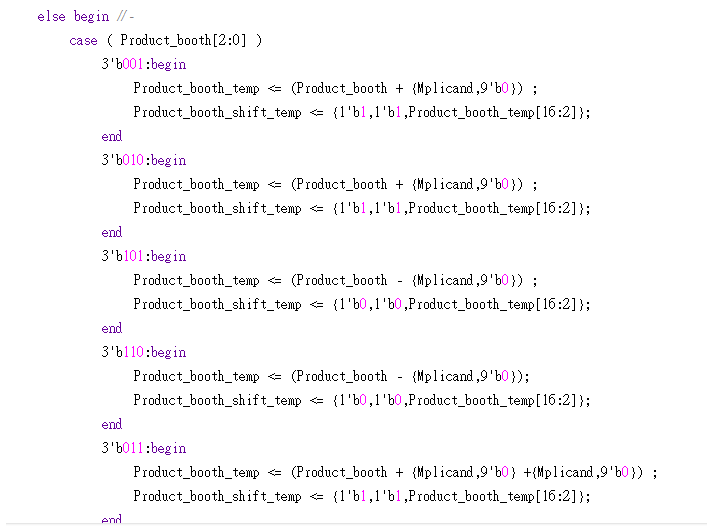 else begin //-
case ( Product_booth[2:0] )
3'b001:begin
Product_booth_temp <= (Product_booth + {Mplicand,9'b0}) ;
Product_booth_shift_temp <= {1'b1,1'b1,Product_booth_temp[16:2]};
end
3'b010:begin
Product_booth_temp <= (Product_booth + {Mplicand,9'b0}) ;
Product_booth_shift_temp <= {1'b1,1'b1,Product_booth_temp[16:2]};
end
3'b101:begin
Product_booth_temp <= (Product_booth - {Mplicand,9'b0}) ;
Product_booth_shift_temp <= {1'b0,1'b0,Product_booth_temp[16:2]};
end
3'b110:begin
Product_booth_temp <= (Product_booth - {Mplicand,9'b0});
Product_booth_shift_temp <= {1'b0,1'b0,Product_booth_temp[16:2]};
end
3'b011:begin
Product_booth_temp <= (Product_booth + {Mplicand,9'b0} +{Mplicand,9'b0}) ;
Product_booth_shift_temp <= {1'b1,1'b1,Product_booth_temp[16:2]};
end